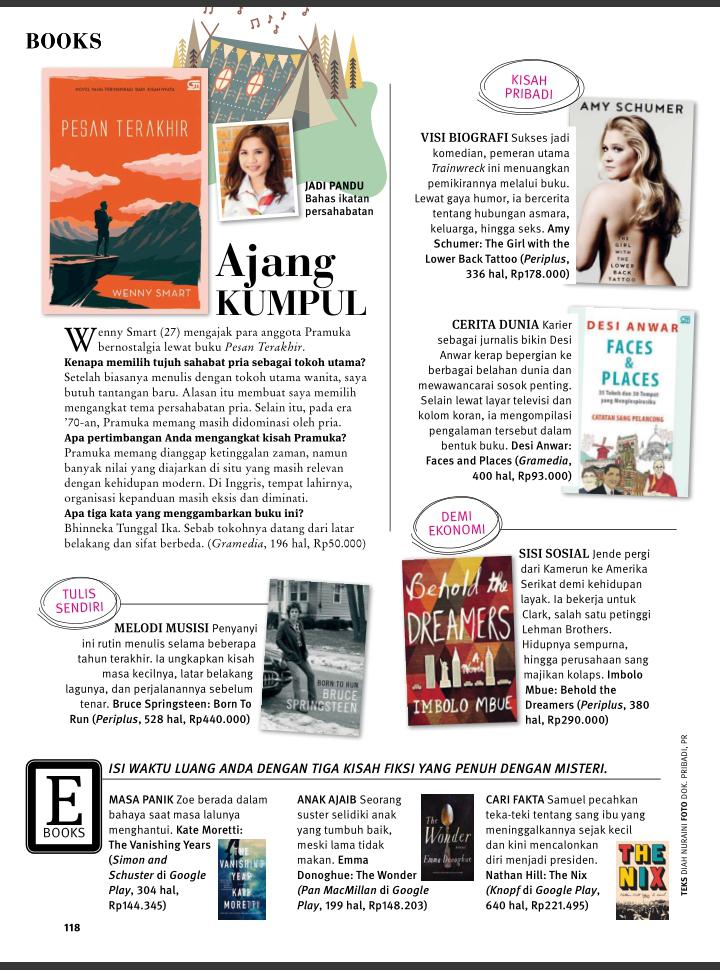 BOOKS
NOVEL YANG TERINSPIRASI DARI KISAH NYATA
PESAN TERAKHIR
WENNY SMART
JADI PANDU
Bahas ikatan
persahabatan
Ajang
KUMPUL
Wenny Smart (27) mengajak para anggota Pramuka
bernostalgia lewat buku Pesan Terakhir.
Kenapa memilih tujuh sahabat pria sebagai tokoh utama?
Setelah biasanya menulis dengan tokoh utama wanita, saya
butuh tantangan baru. Alasan itu membuat saya memilih
mengangkat tema persahabatan pria. Selain itu, pada era
’70-an, Pramuka memang masih didominasi oleh pria.
Apa pertimbangan Anda mengangkat kisah Pramuka?
Pramuka memang dianggap ketinggalan zaman, namun
banyak nilai yang diajarkan di situ yang masih relevan
dengan kehidupan modern. Di Inggris, tempat lahirnya,
organisasi kepanduan masih eksis dan diminati.
Apa tiga kata yang menggambarkan buku ini?
Bhinneka Tunggal Ika. Sebab tokohnya datang dari latar
belakang dan sifat berbeda. (Gramedia, 196 hal, Rp50.000)
TULIS
SENDIRI
MELODI MUSISI Penyanyi
ini rutin menulis selama beberapa
tahun terakhir. Ia ungkapkan kisah
masa kecilnya, latar belakang
lagunya, dan perjalanannya sebelum
tenar. Bruce Springsteen: Born To
Run (Periplus, 528 hal, Rp440.000)
BORN TO RUN
BRUCE
SPRINGSTEEN
KISAH
PRIBADI
VISI BIOGRAFI Sukses jadi
komedian, pemeran utama
Trainwreck ini menuangkan
pemikirannya melalui buku.
Lewat gaya humor, ia bercerita
tentang hubungan asmara,
keluarga, hingga seks. Amy
Schumer: The Girl with the
Lower Back Tattoo (Periplus,
336 hal, Rp178.000)
AMY SCHUMER
THE
GIRL
WITH
THE
LOWER
BACK
TATTOO
CERITA DUNIA Karier
sebagai jurnalis bikin Desi
Anwar kerap bepergian ke
berbagai belahan dunia dan
mewawancarai sosok penting.
Selain lewat layar televisi dan
kolom koran, ia mengompilasi
pengalaman tersebut dalam
bentuk buku. Desi Anwar:
Faces and Places (Gramedia,
400 hal, Rp93.000)
DESI ANWAR
FACES
&
PLACES
35 Tokoh dan 50 Tempat
yang Menginspirasiku
CATATAN SANG PELANCONG
DEMI
EKONOMI
Behold the
DREAMERS
A
Novel
IMBOLO MBUE
SISI SOSIAL Jende pergi
dari Kamerun ke Amerika
Serikat demi kehidupan
layak. Ia bekerja untuk
Clark, salah satu petinggi
Lehman Brothers.
Hidupnya sempurna,
hingga perusahaan sang
majikan kolaps. Imbolo
Mbue: Behold the
Dreamers (Periplus, 380
hal, Rp290.000)
E
BOOKS
ISI WAKTU LUANG ANDA DENGAN TIGA KISAH FIKSI YANG PENUH DENGAN MISTERI.
MASA PANIK Zoe berada dalam
bahaya saat masa lalunya
menghantui. Kate Moretti:
The Vanishing Years
(Simon and
Schuster di Google
Play, 304 hal,
Rp144.345)
THE
VANISHING
YEAR
KATE
MORETTI
ANAK AJAIB Seorang
suster selidiki anak
yang tumbuh baik,
meski lama tidak
makan. Emma
Donoghue: The Wonder
(Pan MacMillan di Google
Play, 199 hal, Rp148.203)
The
Wonder
Emma Donoghue
CARI FAKTA Samuel pecahkan
teka-teki tentang sang ibu yang
meninggalkannya sejak kecil
dan kini mencalonkan
diri menjadi presiden.
Nathan Hill: The Nix
(Knopf di Google Play,
640 hal, Rp221.495)
THE
NIX
TEKS DIAH NURAINI FOTO DOK. PRIBADI, PR
118